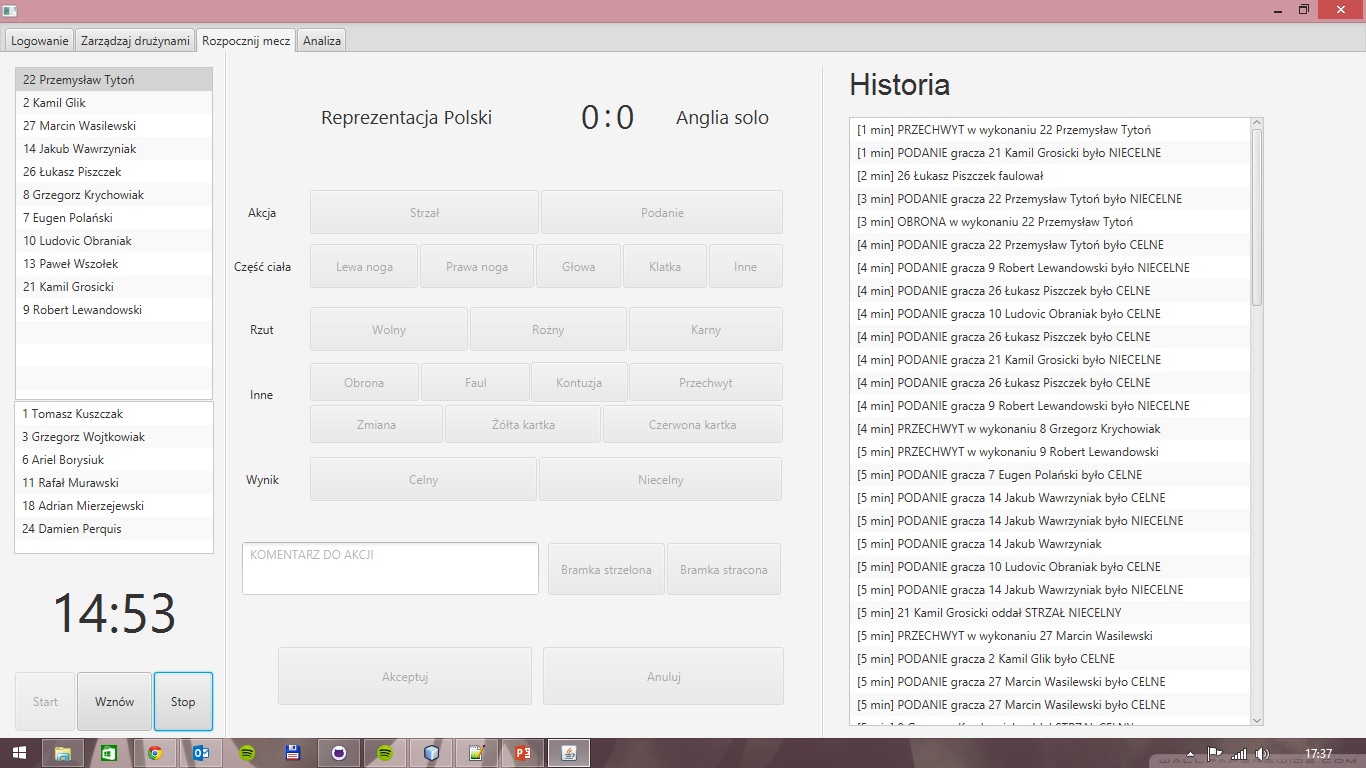 Logowanie
Zarządzaj drużynami
Rozpocznij mecz
Analiza
22 Przemysław Tytoń
2 Kamil Glik
27 Marcin Wasilewski
14 Jakub Wawrzyniak
26 Łukasz Piszczek
8 Grzegorz Krychowiak
7 Eugen Polański
10 Ludovic Obraniak
13 Paweł Wszołek
21 Kamil Grosicki
9 Robert Lewandowski
1 Tomasz Kuszczak
3 Grzegorz Wojtkowiak
6 Ariel Borysiuk
11 Rafał Murawski
18 Adrian Mierzejewski
24 Damien Perquis
14:53
Start
Wznów
Stop
Reprezentacja Polski
0:0
Anglia solo
Akcja
Strzał
Podanie
Część ciała
Lewa noga
Prawa noga
Głowa
Klatka
Inne
Rzut
Wolny
Rożny
Karny
Inne
Obrona
Faul
Kontuzja
Przechwyt
Zmiana
Żółta kartka
Czerwona kartka
Wynik
Celny
Niecelny
KOMENTARZ DO AKCJI
Bramka strzelona
Bramka stracona
Akceptuj
Anuluj
Historia
[1 min] PRZECHWYT w wykonaniu 22 Przemysław Tytoń
[1 min] PODANIE gracza 21 Kamil Grosicki było NIECELNE
[2 min] 26 Łukasz Piszczek faulował
[3 min] PODANIE gracza 22 Przemysław Tytoń było NIECELNE
[3 min] OBRONA w wykonaniu 22 Przemysław Tytoń
[4 min] PODANIE gracza 22 Przemysław Tytoń było CELNE
[4 min] PODANIE gracza 9 Robert Lewandowski było NIECELNE
[4 min] PODANIE gracza 26 Łukasz Piszczek było CELNE
[4 min] PODANIE gracza 10 Ludovic Obraniak było CELNE
[4 min] PODANIE gracza 26 Łukasz Piszczek było CELNE
[4 min] PODANIE gracza 21 Kamil Grosicki było NIECELNE
[4 min] PODANIE gracza 26 Łukasz Piszczek było CELNE
[4 min] PODANIE gracza 9 Robert Lewandowski było NIECELNE
[4 min] PRZECHWYT w wykonaniu 8 Grzegorz Krychowiak
[5 min] PRZECHWYT w wykonaniu 9 Robert Lewandowski
[5 min] PODANIE gracza 7 Eugen Polański było CELNE
[5 min] PODANIE gracza 14 Jakub Wawrzyniak było CELNE
[5 min] PODANIE gracza 14 Jakub Wawrzyniak było NIECELNE
[5 min] PODANIE gracza 14 Jakub Wawrzyniak
[5 min] PODANIE gracza 10 Ludovic Obraniak było CELNE
[5 min] PODANIE gracza 14 Jakub Wawrzyniak było NIECELNE
[5 min] 21 Kamil Grosicki oddał STRZAŁ NIECELNY
[5 min] PRZECHWYT w wykonaniu 27 Marcin Wasilewski
[5 min] PODANIE gracza 2 Kamil Glik było CELNE
[5 min] PODANIE gracza 27 Marcin Wasilewski było CELNE
[5 min] PODANIE gracza 27 Marcin Wasilewski było CELNE
17:37